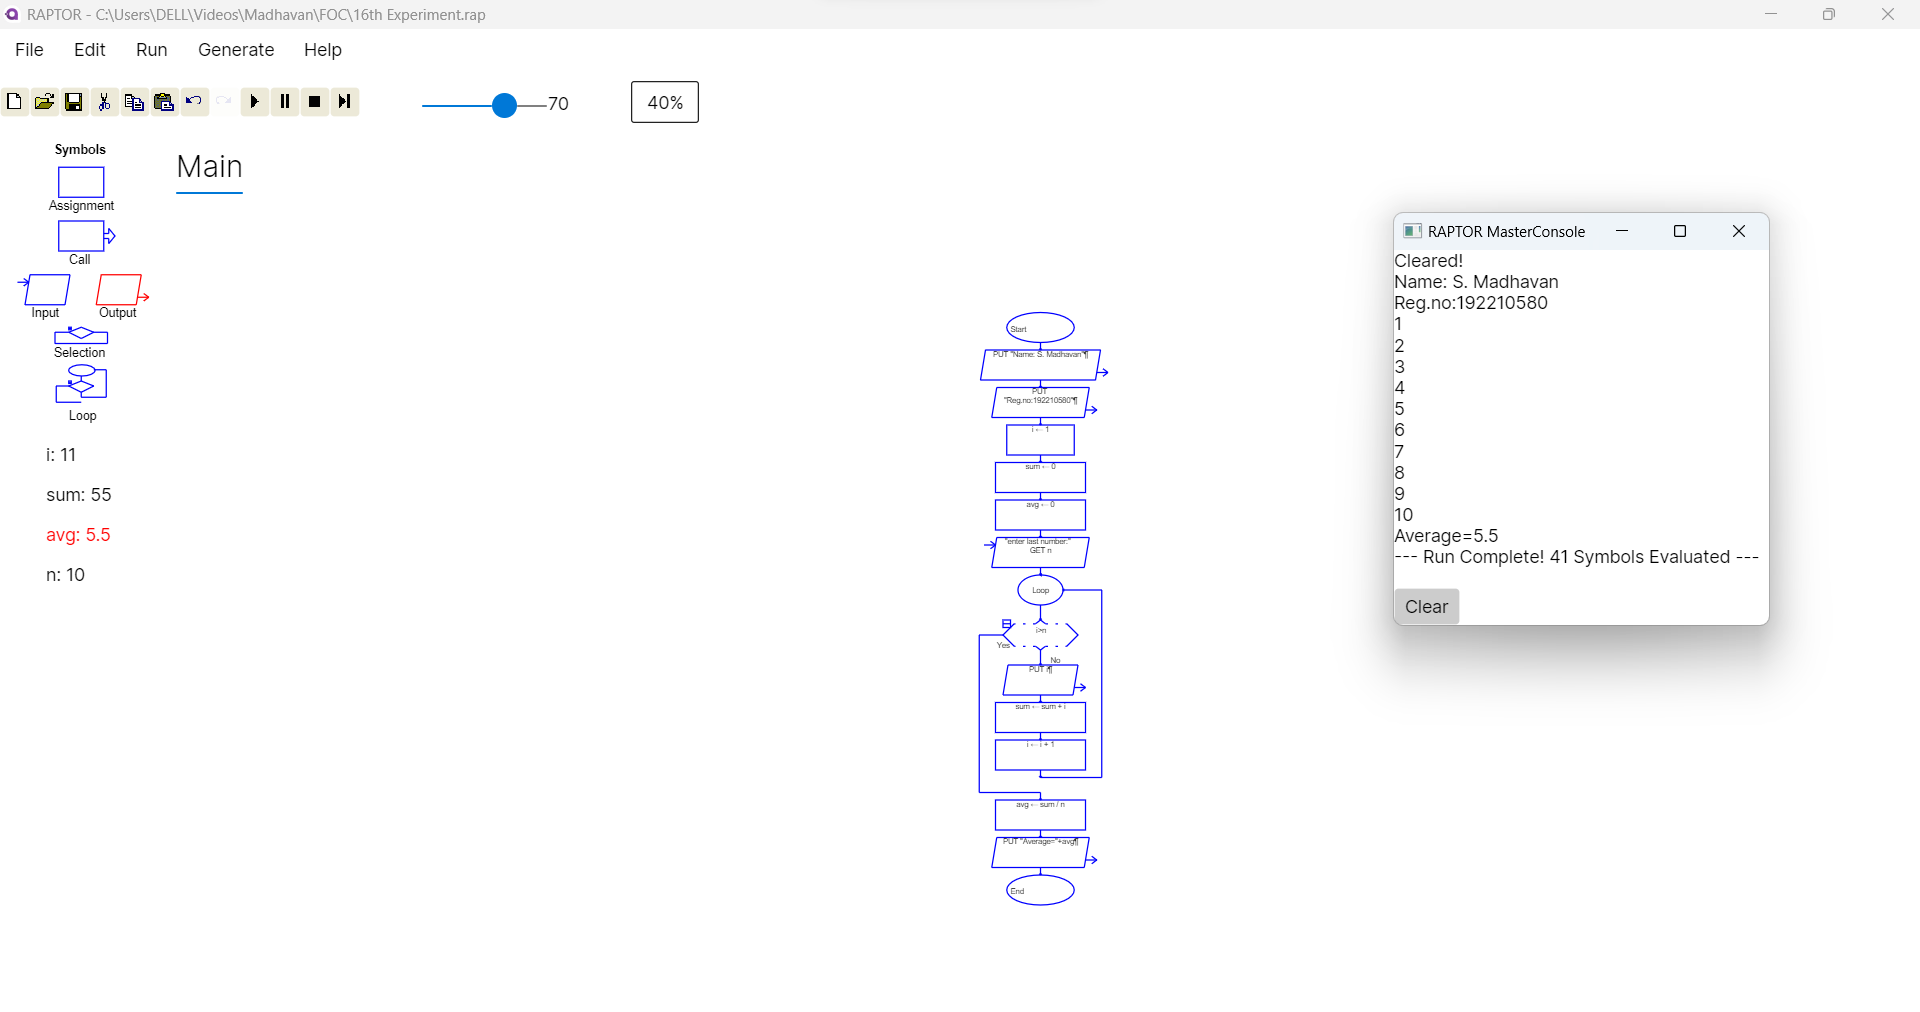 RAPTOR - C:\Users\DELL\Videos\Madhavan\FOC\16th Experiment.rap
File Edit Run Generate Help
70
40%
Symbols
Assignment
Call
Input Output
Selection
Loop
i: 11
sum: 55
avg: 5.5
n: 10
Main
Start
PUT "Name: S. Madhavan"¶
PUT
"Reg.no:192210580"¶
i ← 1
sum ← 0
avg ← 0
"enter last number:"
GET n
Loop
i>n
Yes
No
PUT i¶
sum ← sum + i
i ← i + 1
avg ← sum / n
PUT "Average="+avg¶
End
RAPTOR MasterConsole
Cleared!
Name: S. Madhavan
Reg.no:192210580
1
2
3
4
5
6
7
8
9
10
Average=5.5
--- Run Complete! 41 Symbols Evaluated ---
Clear